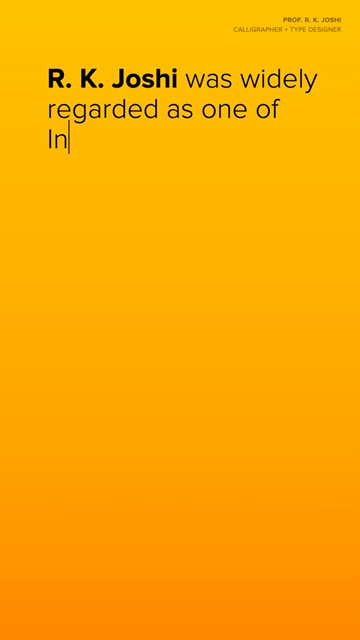 PROF. R. K. JOSHI
CALLIGRAPHER + TYPE DESIGNER
R. K. Joshi was widely
regarded as one of
In